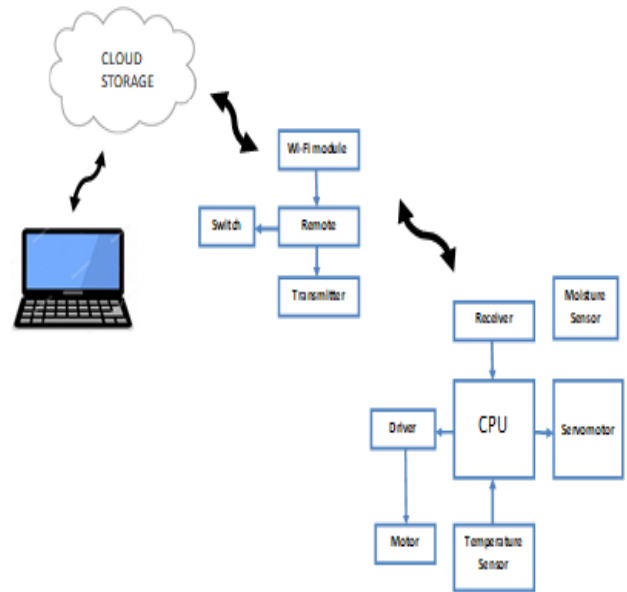 CLOUD
STORAGE
Wi-Fi module
Switch
Remote
Transmitter
Receiver
Moisture
Sensor
Driver
CPU
Servomotor
Motor
Temperature
Sensor